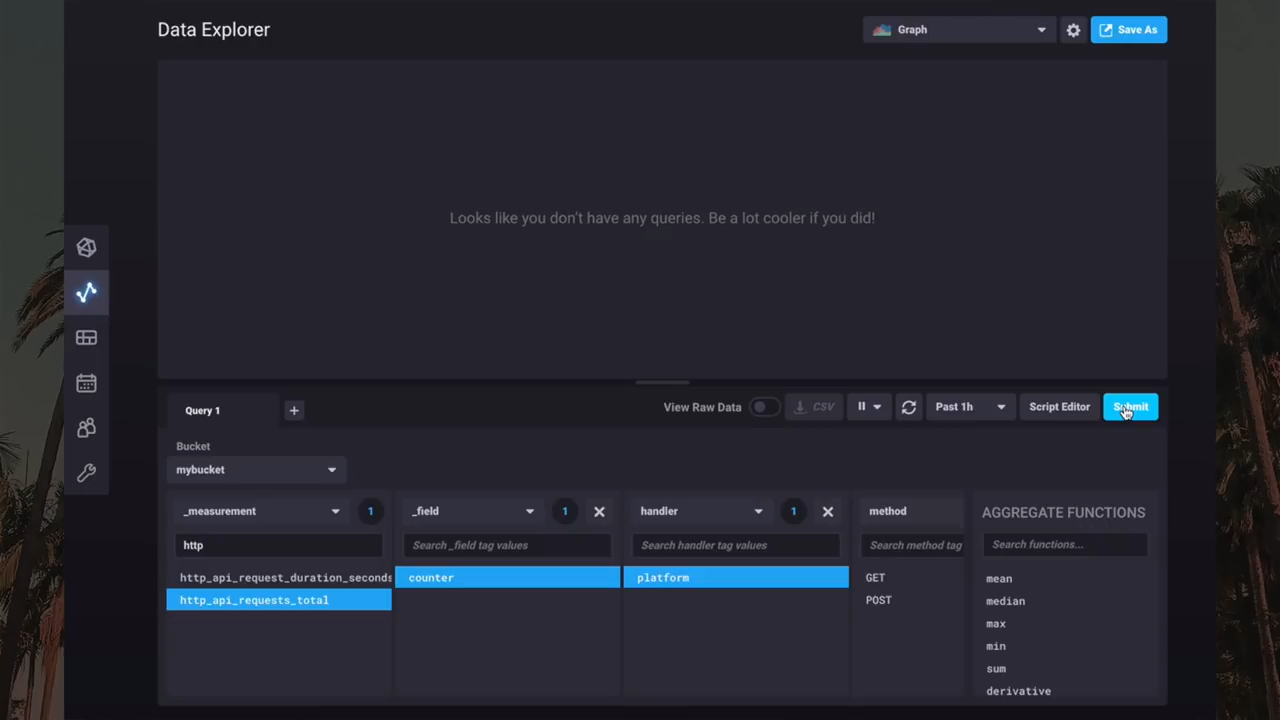 Data Explorer
Graph
Save As
Looks like you don't have any queries. Be a lot cooler if you did!
Query 1
+
View Raw Data
CSV
Past 1h
Script Editor
Submit
Bucket
mybucket
_measurement 1
_field 1
handler 1
method
AGGREGATE FUNCTIONS
http
Search _field tag values
Search handler tag values
Search method tag
Search functions...
http_api_request_duration_seconds
counter
platform
GET
mean
http_api_requests_total
POST
median
max
min
sum
derivative